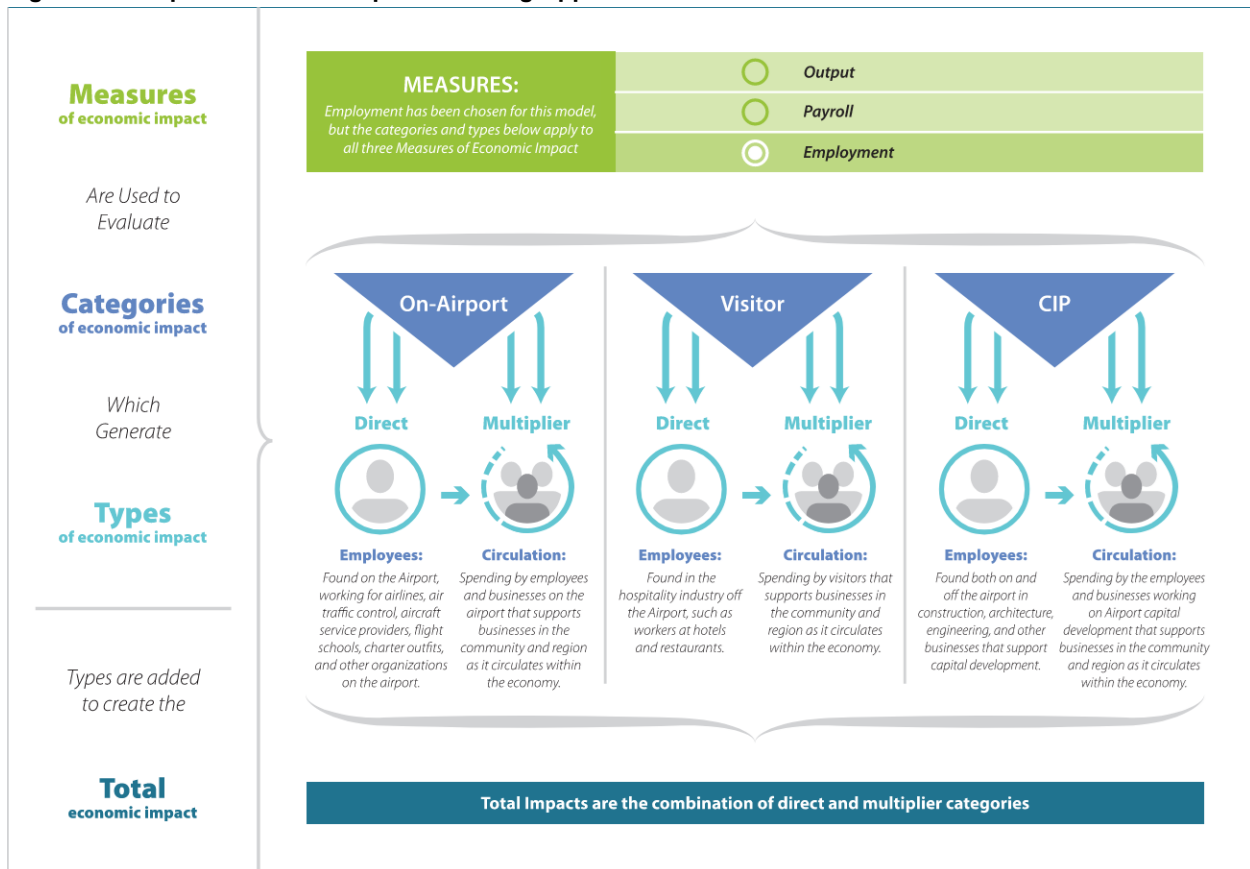 Measures
of economic impact
Are Used to
Evaluate
Categories
of economic impact
Which
Generate
Types
of economic impact
Types are added
to create the
Total
economic impact
MEASURES:
Employment has been chosen for this model,
but the categories and types below apply to
all three Measures of Economic Impact
Output
Payroll
Employment
On-Airport
Direct
Multiplier
Employees:
Found on the Airport,
working for airlines, air
traffic control, aircraft
service providers, flight
schools, charter outfits,
and other organizations
on the airport.
Circulation:
Spending by employees
and businesses on the
airport that supports
businesses in the
community and region
as it circulates within
the economy.
Visitor
Direct
Multiplier
Employees:
Found in the
hospitality industry off
the Airport, such as
workers at hotels
and restaurants.
Circulation:
Spending by visitors that
supports businesses in
the community and
region as it circulates
within the economy.
CIP
Direct
Multiplier
Employees:
Found both on and
off the airport in
construction, architecture,
engineering, and other
businesses that support
capital development.
Circulation:
Spending by the employees
and businesses working
on Airport capital
development that supports
businesses in the community
and region as it circulates
within the economy.
Total Impacts are the combination of direct and multiplier categories